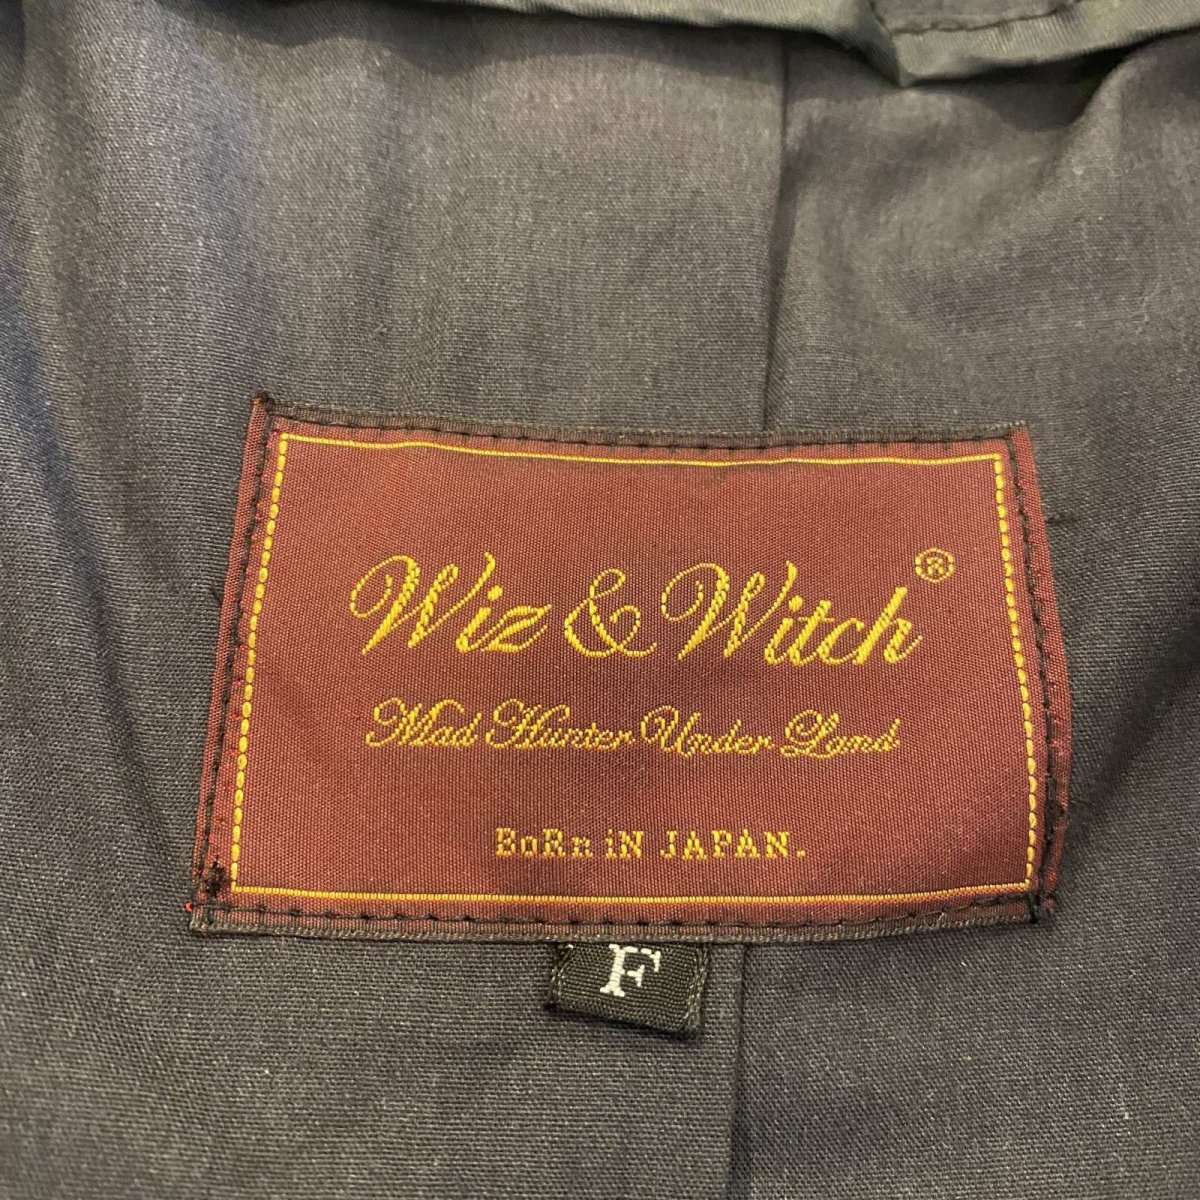 Wiz & Witch®
Mad Hunter Under Land
BoRn iN JAPAN.
F